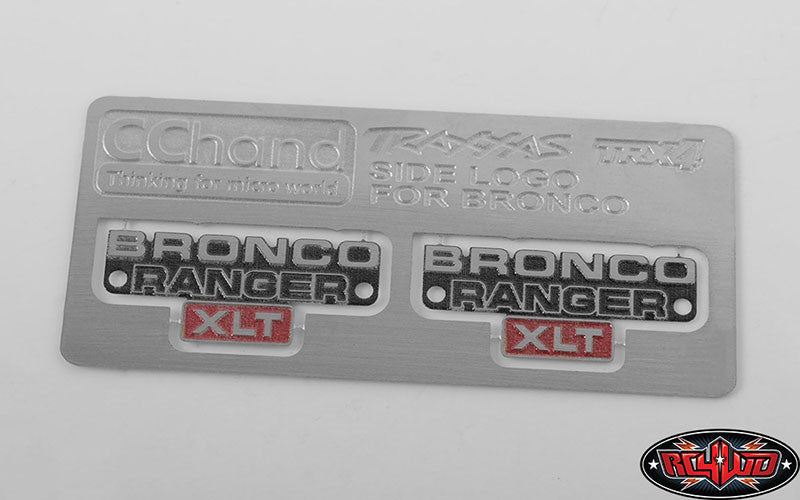 CChand
Thinking for micro world
TRAXXAS TRX4
SIDE LOGO
FOR BRONCO
BRONCO
RANGER
XLT
BRONCO
RANGER
XLT
RC4WD